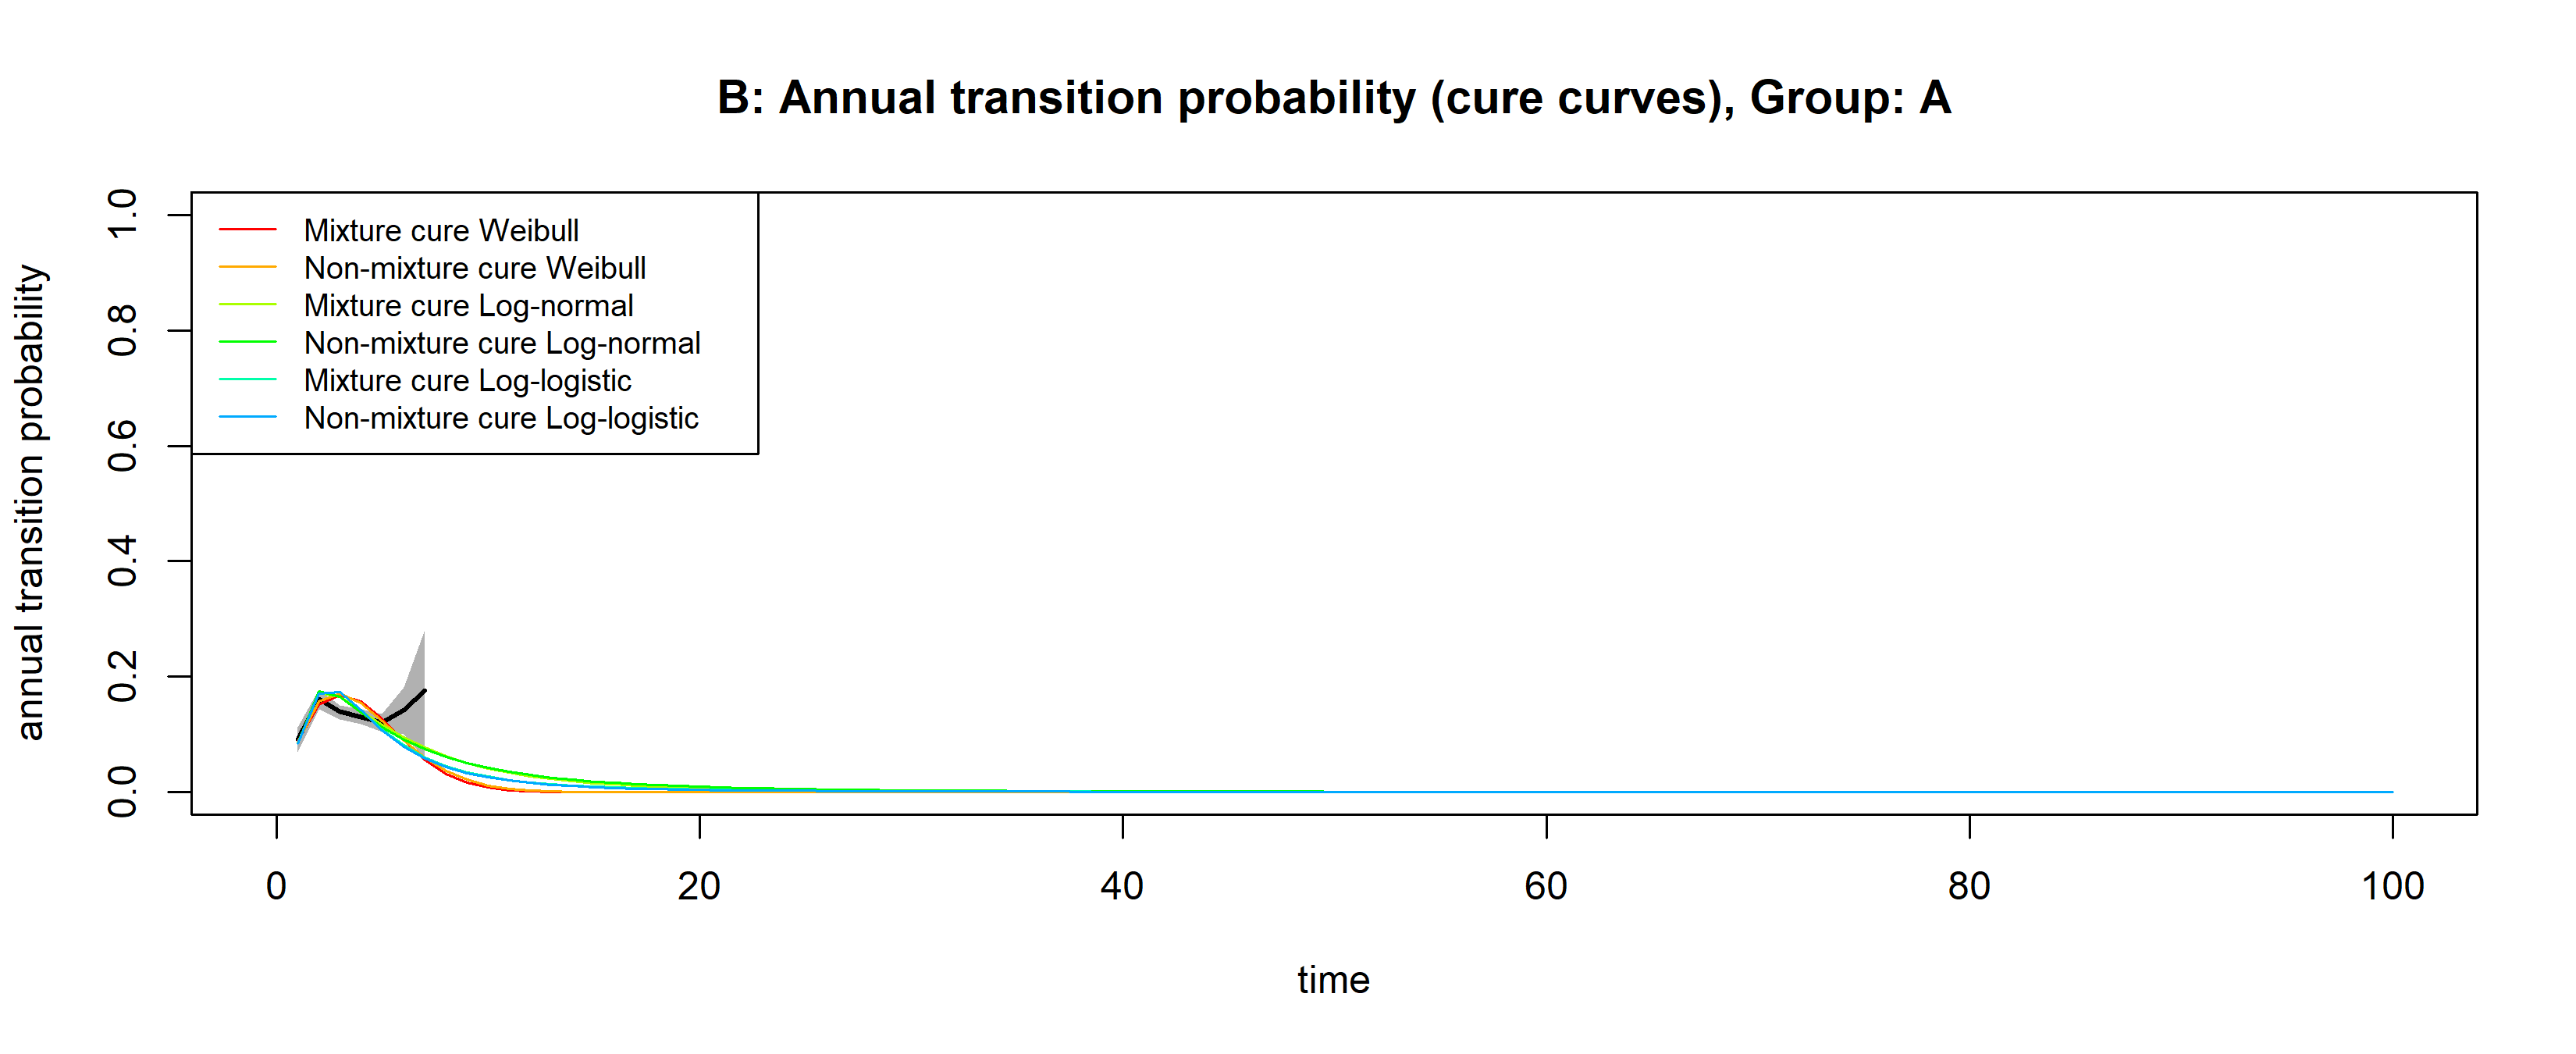 B: Annual transition probability (cure curves), Group: A
annual transition probability
1.0
0.8
0.6
0.4
0.2
0.0
Mixture cure Weibull
Non-mixture cure Weibull
Mixture cure Log-normal
Non-mixture cure Log-normal
Mixture cure Log-logistic
Non-mixture cure Log-logistic
0 20 40 60 80 100
time